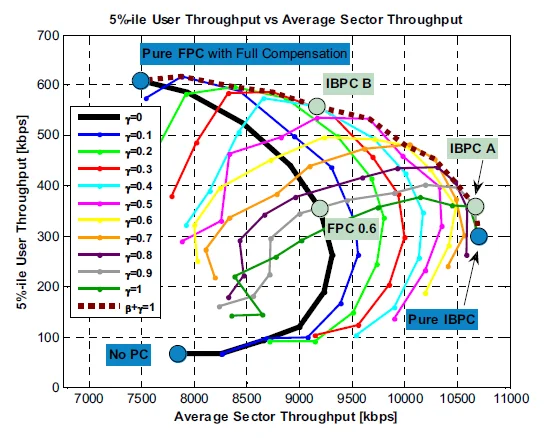 5%-ile User Throughput vs Average Sector Throughput
700
600
500
400
300
200
100
0
5%-ile User Throughput [kbps]
Pure FPC with Full Compensation
IBPC B
IBPC A
FPC 0.6
Pure IBPC
No PC
γ=0
γ=0.1
γ=0.2
γ=0.3
γ=0.4
γ=0.5
γ=0.6
γ=0.7
γ=0.8
γ=0.9
γ=1
β+γ=1
7000 7500 8000 8500 9000 9500 10000 10500 11000
Average Sector Throughput [kbps]